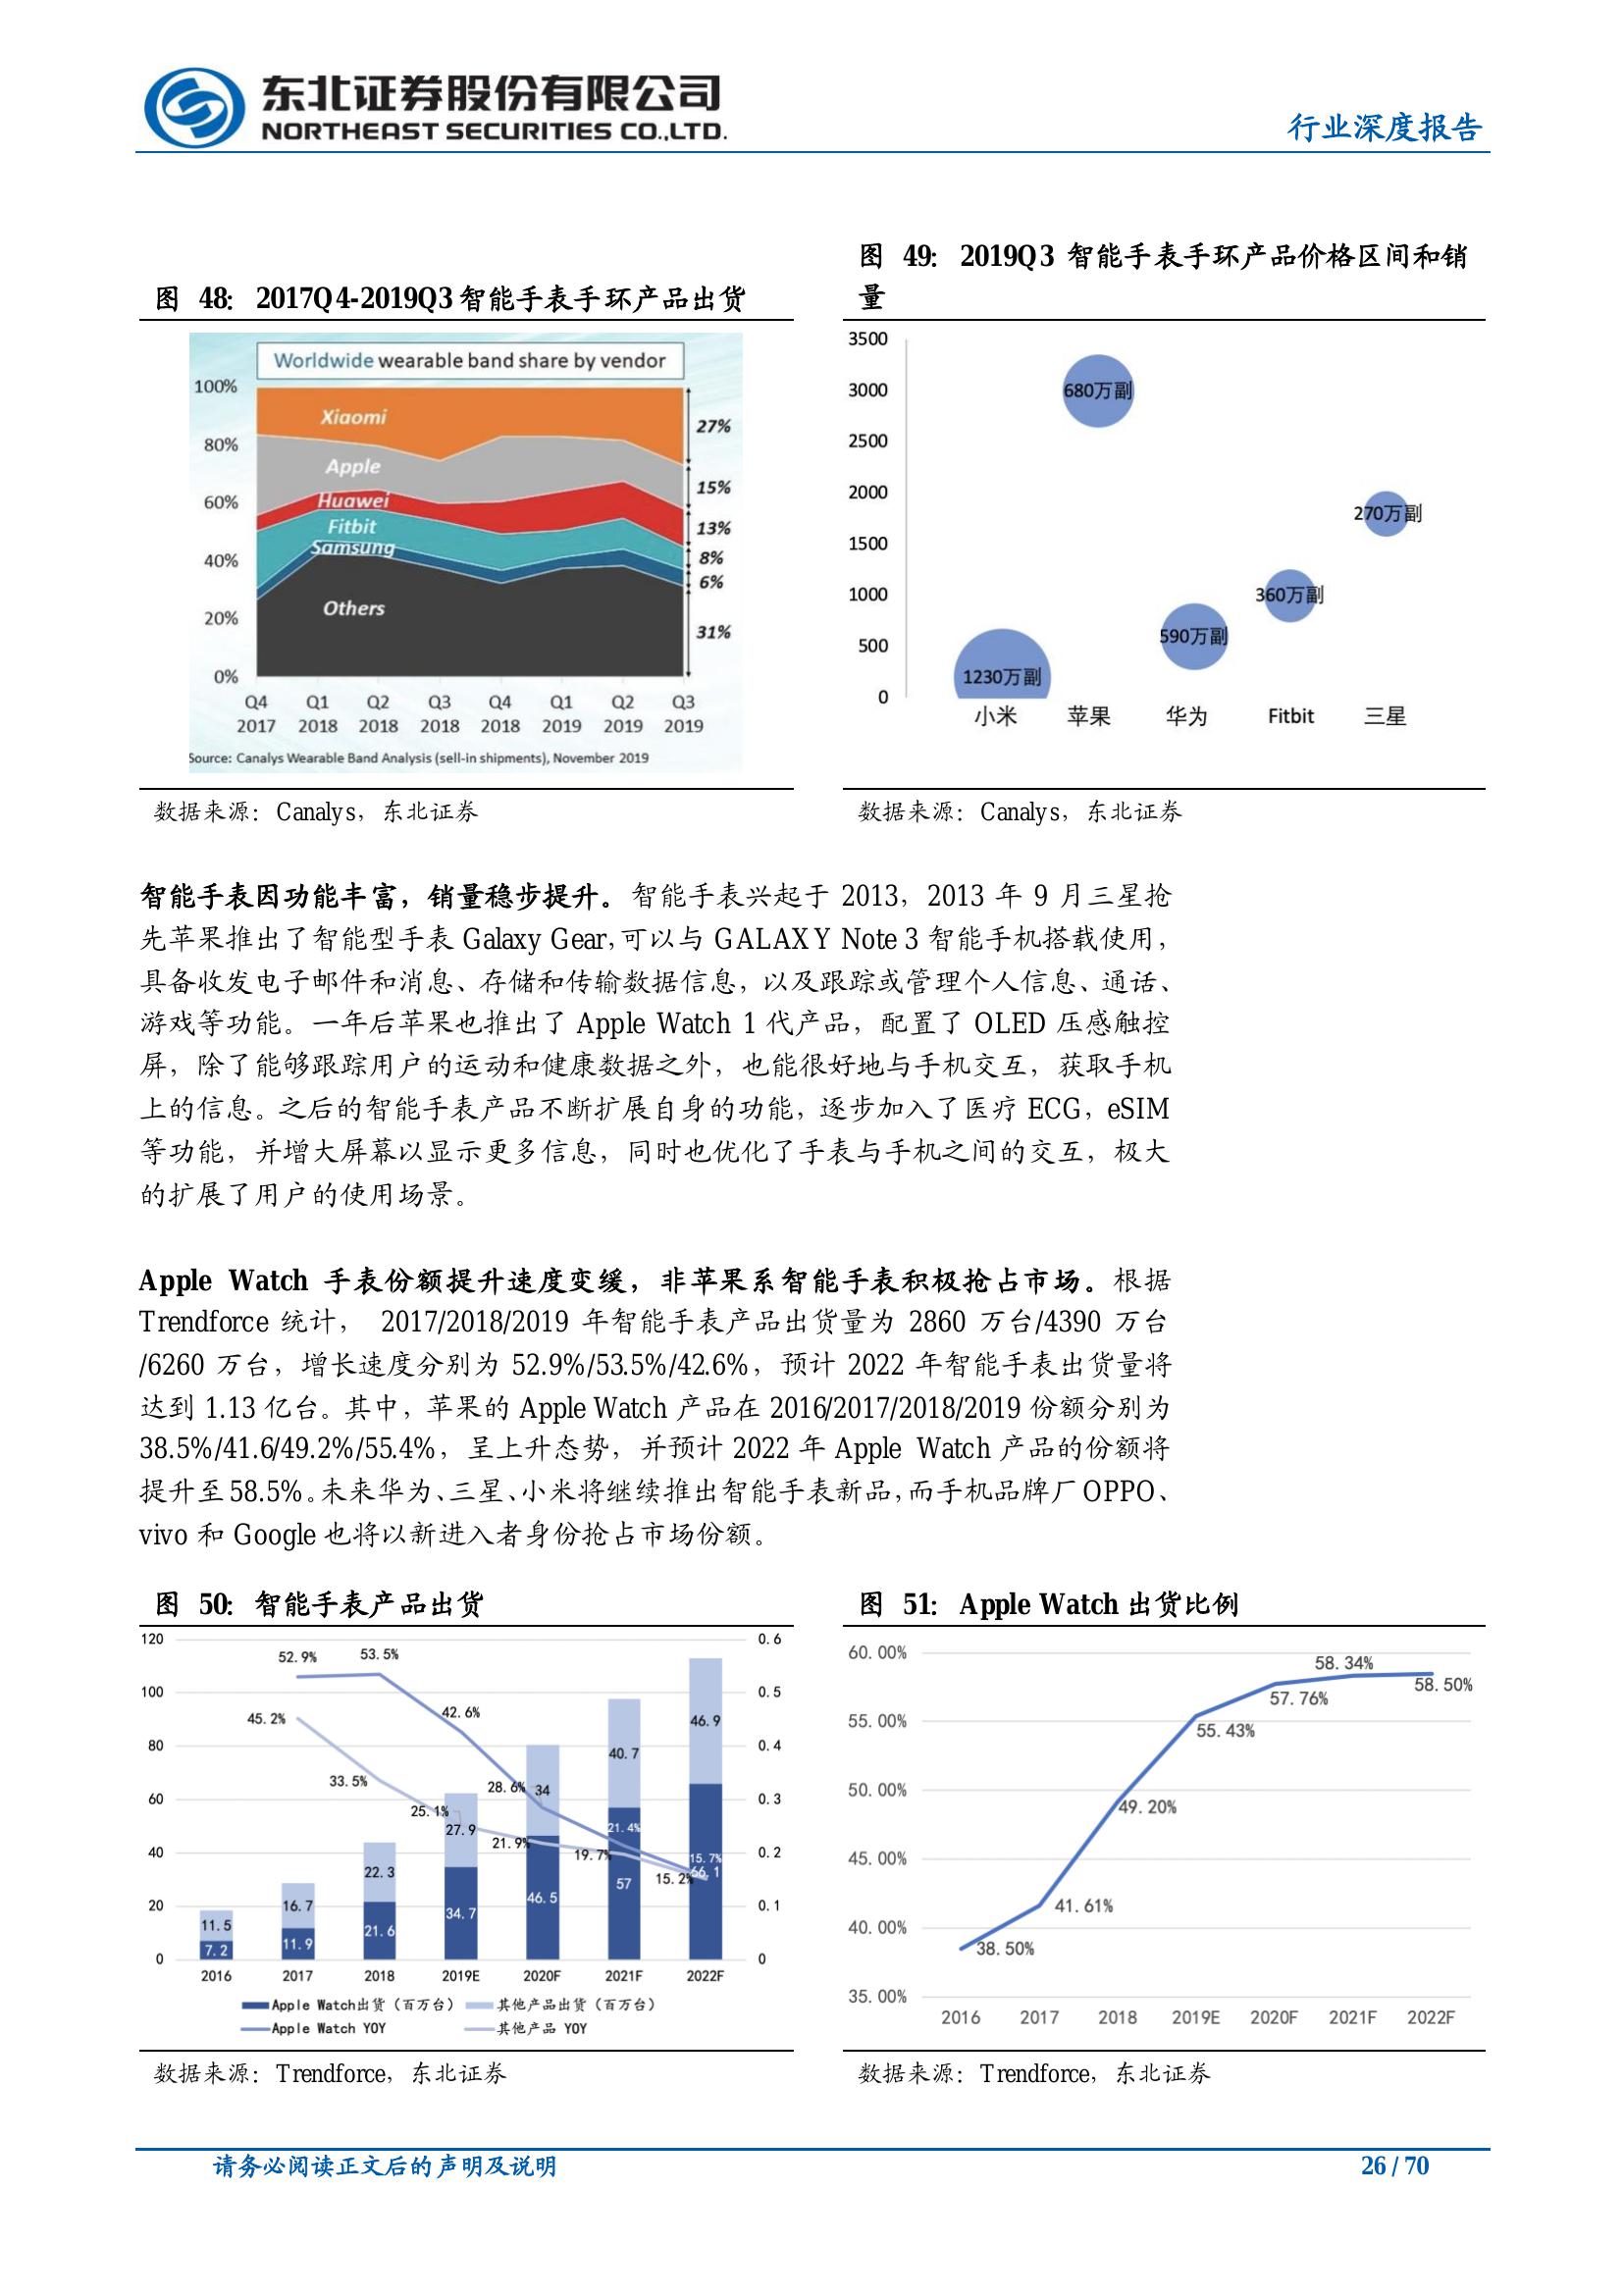 东北证券股份有限公司
NORTHEAST SECURITIES CO.,LTD.
行业深度报告
图 48: 2017Q4-2019Q3 智能手表手环产品出货
Worldwide wearable band share by vendor
100%
80%
60%
40%
20%
0%
Xiaomi
Apple
Huawei
Fitbit
Samsung
Others
27%
15%
13%
8%
6%
31%
Q4 Q1 Q2 Q3 Q4 Q1 Q2 Q3
2017 2018 2018 2018 2018 2019 2019 2019
Source: Canalys Wearable Band Analysis (sell-in shipments), November 2019
数据来源：Canalys，东北证券
图 49: 2019Q3 智能手表手环产品价格区间和销
量
3500
3000
2500
2000
1500
1000
500
0
1230万副
680万副
590万副
360万副
270万副
小米 苹果 华为 Fitbit 三星
数据来源：Canalys，东北证券
智能手表因功能丰富，销量稳步提升。智能手表兴起于 2013，2013 年 9 月三星抢
先苹果推出了智能型手表 Galaxy Gear,可以与 GALAXY Note 3 智能手机搭载使用，
具备收发电子邮件和消息、存储和传输数据信息，以及跟踪或管理个人信息、通话、
游戏等功能。一年后苹果也推出了 Apple Watch 1 代产品，配置了 OLED 压感触控
屏，除了能够跟踪用户的运动和健康数据之外，也能很好地与手机交互，获取手机
上的信息。之后的智能手表产品不断扩展自身的功能，逐步加入了医疗 ECG，eSIM
等功能，并增大屏幕以显示更多信息，同时也优化了手表与手机之间的交互，极大
的扩展了用户的使用场景。
Apple Watch 手表份额提升速度变缓，非苹果系智能手表积极抢占市场。根据
Trendforce 统计， 2017/2018/2019 年智能手表产品出货量为 2860 万台/4390 万台
/6260 万台，增长速度分别为 52.9%/53.5%/42.6%，预计 2022 年智能手表出货量将
达到 1.13 亿台。其中，苹果的 Apple Watch 产品在 2016/2017/2018/2019 份额分别为
38.5%/41.6/49.2%/55.4%，呈上升态势，并预计 2022 年 Apple Watch 产品的份额将
提升至 58.5%。未来华为、三星、小米将继续推出智能手表新品，而手机品牌厂 OPPO、
vivo 和 Google 也将以新进入者身份抢占市场份额。
图 50: 智能手表产品出货
120
100
80
60
40
20
0
0.6
0.5
0.4
0.3
0.2
0.1
0
52.9% 53.5% 42.6% 28.6% 21.4% 15.7%
45.2% 33.5% 25.1% 21.9% 19.7% 15.2%
11.5 16.7 22.3 27.9 34 40.7 46.9
7.2 11.9 21.6 34.7 46.5 57 66.1
2016 2017 2018 2019E 2020F 2021F 2022F
Apple Watch出货（百万台） 其他产品出货（百万台）
Apple Watch YOY 其他产品 YOY
数据来源：Trendforce，东北证券
图 51: Apple Watch 出货比例
60.00%
55.00%
50.00%
45.00%
40.00%
35.00%
38.50% 41.61% 49.20% 55.43% 57.76% 58.34% 58.50%
2016 2017 2018 2019E 2020F 2021F 2022F
数据来源：Trendforce，东北证券
请务必阅读正文后的声明及说明
26 / 70